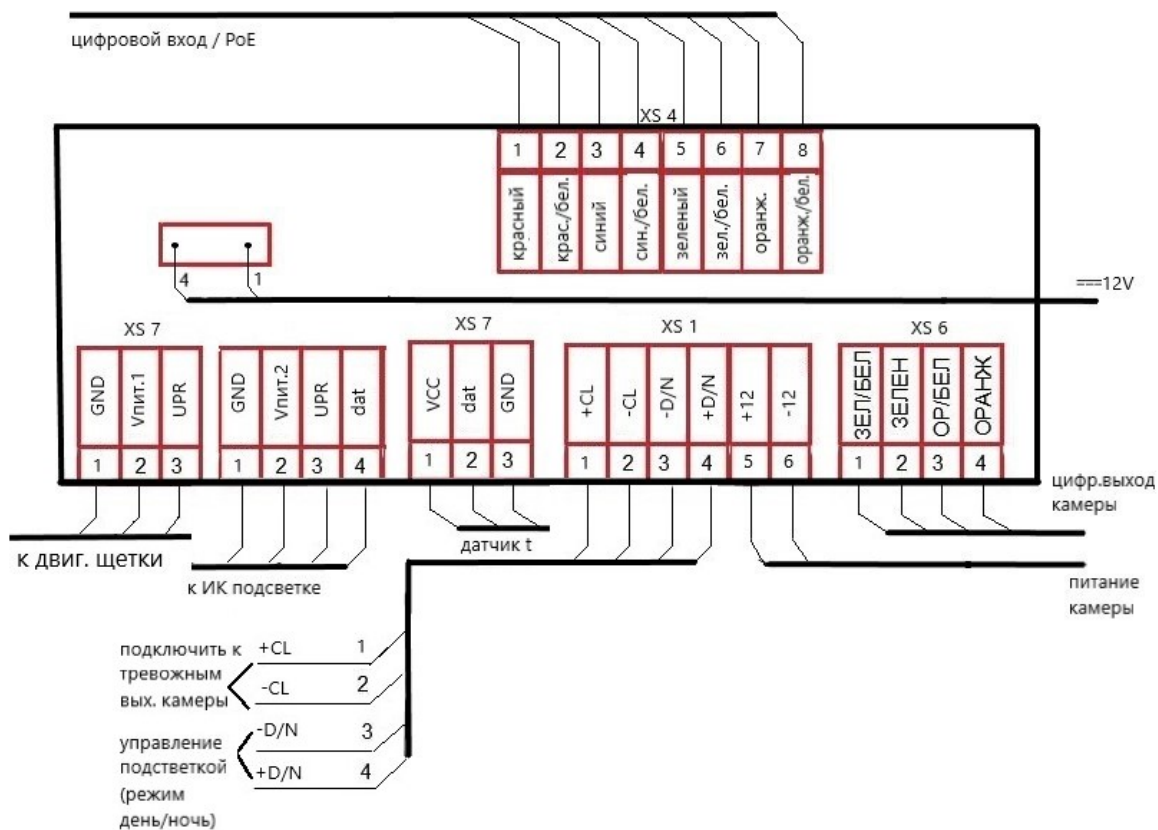 цифровой вход / PoE
XS 4
1 2 3 4 5 6 7 8
красный
крас./бел.
синий
син./бел.
зеленый
зел./бел.
оранж.
оранж./бел.
4 1
===12V
XS 7
GND
Vпит.1
UPR
1 2 3
GND
Vпит.2
UPR
dat
1 2 3 4
XS 7
VCC
dat
GND
1 2 3
XS 1
+CL
-CL
-D/N
+D/N
+12
-12
1 2 3 4 5 6
XS 6
ЗЕЛ/БЕЛ
ЗЕЛЕН
ОР/БЕЛ
ОРАНЖ
1 2 3 4
цифр.выход
камеры
к двиг. щетки
к ИК подсветке
датчик t
питание
камеры
подключить к
тревожным
вых. камеры
+CL 1
-CL 2
управление
подстветкой
(режим
день/ночь)
-D/N 3
+D/N 4